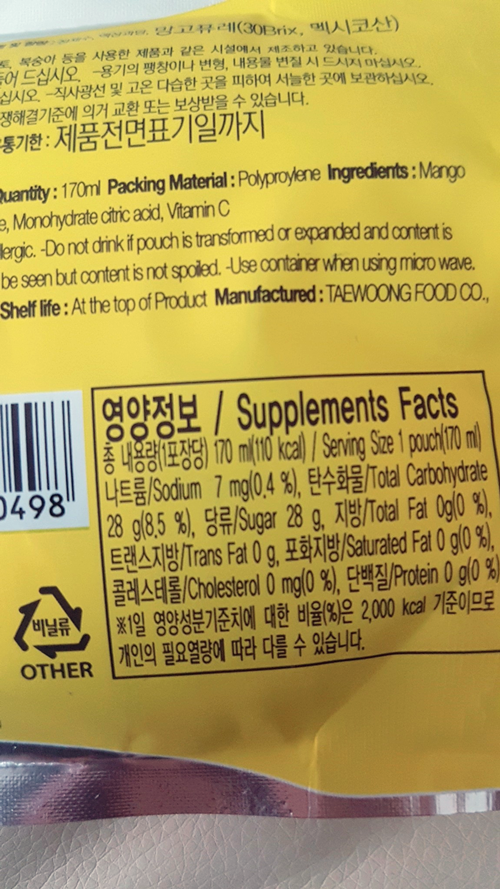 망고퓨레(30Brix, 멕시코산)
복숭아 등을 사용한 제품과 같은 시설에서 제조하고 있습니다.
드십시오. -용기의 팽창이나 변형, 내용물 변질 시 드시지 마십시오.
십시오. -직사광선 및 고온 다습한 곳을 피하여 서늘한 곳에 보관하십시오.
쟁해결기준에 의거 교환 또는 보상받을 수 있습니다.
통기한 : 제품전면표기일까지
Quantity : 170ml Packing Material : Polyproylene Ingredients : Mango
e, Monohydrate citric acid, Vitamin C
llergic. -Do not drink if pouch is transformed or expanded and content is
be seen but content is not spoiled. -Use container when using micro wave.
Shelf life : At the top of Product Manufactured : TAEWOONG FOOD CO.,
영양정보 / Supplements Facts
총 내용량(1포장당) 170 ml(110 kcal) / Serving Size 1 pouch(170 ml)
나트륨/Sodium 7 mg(0.4 %), 탄수화물/Total Carbohydrate
28 g(8.5 %), 당류/Sugar 28 g, 지방/Total Fat 0g(0 %),
트랜스지방/Trans Fat 0 g, 포화지방/Saturated Fat 0 g(0 %),
콜레스테롤/Cholesterol 0 mg(0 %), 단백질/Protein 0 g(0 %)
※1일 영양성분기준치에 대한 비율(%)은 2,000 kcal 기준이므로
개인의 필요열량에 따라 다를 수 있습니다.
0498
비닐류
OTHER